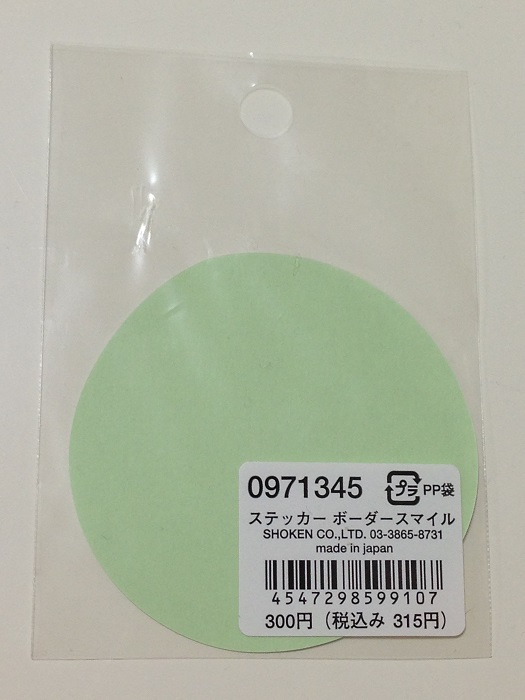 0971345 プラ PP袋
ステッカー ボーダースマイル
SHOKEN CO.,LTD. 03-3865-8731
made in japan
4547298599107
300円（税込み 315円）